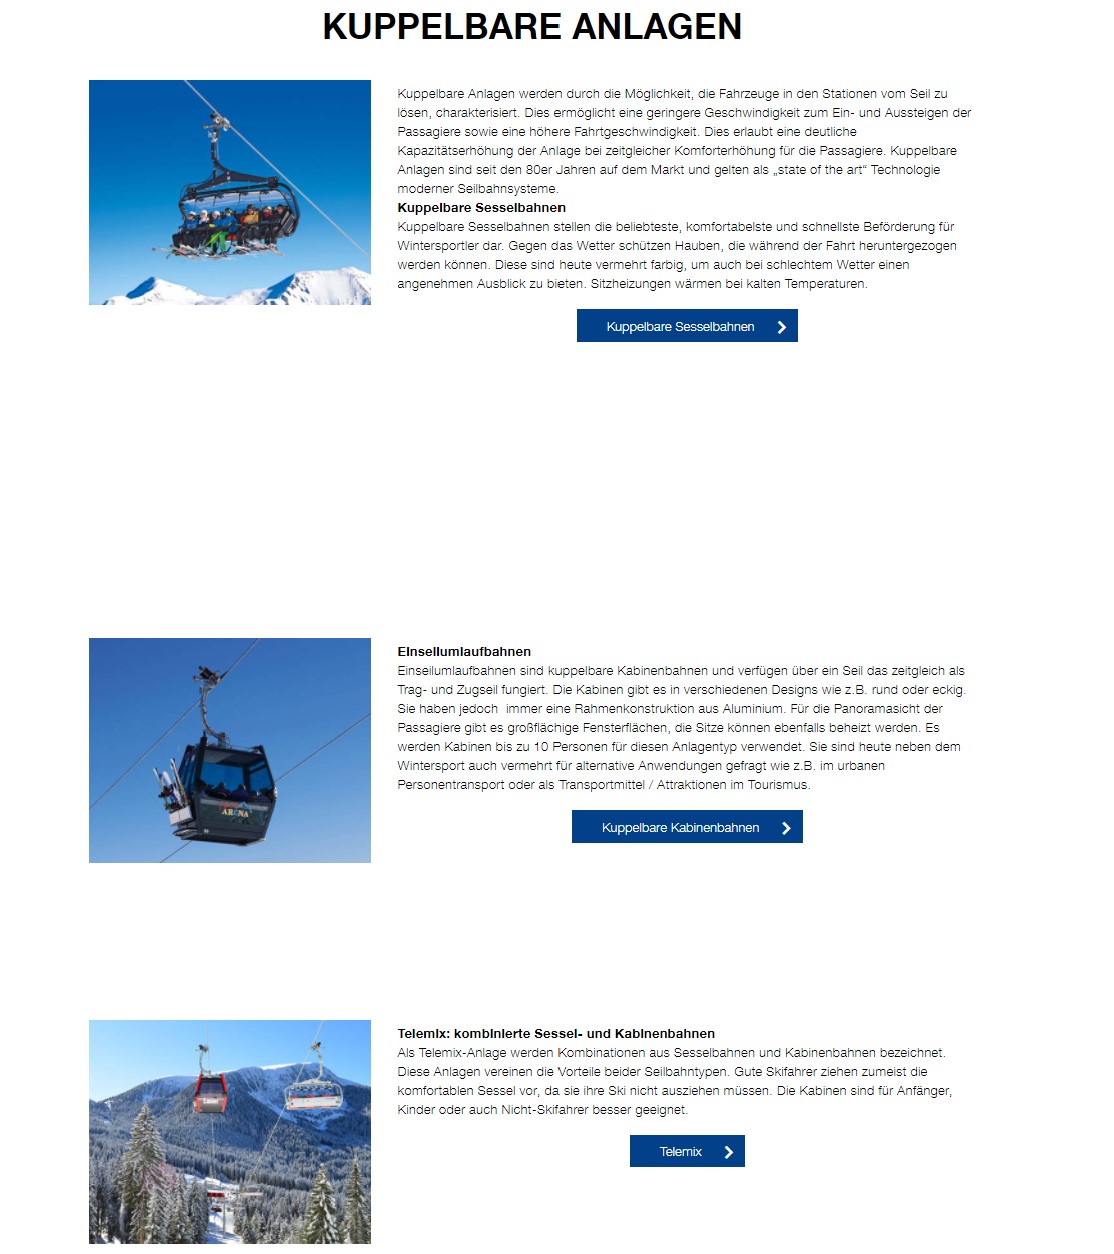 KUPPELBARE ANLAGEN
Kuppelbare Anlagen werden durch die Möglichkeit, die Fahrzeuge in den Stationen vom Seil zu
lösen, charakterisiert. Dies ermöglicht eine geringere Geschwindigkeit zum Ein- und Aussteigen der
Passagiere sowie eine höhere Fahrtgeschwindigkeit. Dies erlaubt eine deutliche
Kapazitätserhöhung der Anlage bei zeitgleicher Komforterhöhung für die Passagiere. Kuppelbare
Anlagen sind seit den 80er Jahren auf dem Markt und gelten als „state of the art“ Technologie
moderner Seilbahnsysteme.
Kuppelbare Sesselbahnen
Kuppelbare Sesselbahnen stellen die beliebteste, komfortabelste und schnellste Beförderung für
Wintersportler dar. Gegen das Wetter schützen Hauben, die während der Fahrt heruntergezogen
werden können. Diese sind heute vermehrt farbig, um auch bei schlechtem Wetter einen
angenehmen Ausblick zu bieten. Sitzheizungen wärmen bei kalten Temperaturen.
Kuppelbare Sesselbahnen
Einseilumlaufbahnen
Einseilumlaufbahnen sind kuppelbare Kabinenbahnen und verfügen über ein Seil das zeitgleich als
Trag- und Zugseil fungiert. Die Kabinen gibt es in verschiedenen Designs wie z.B. rund oder eckig.
Sie haben jedoch immer eine Rahmenkonstruktion aus Aluminium. Für die Panoramasicht der
Passagiere gibt es großflächige Fensterflächen, die Sitze können ebenfalls beheizt werden. Es
werden Kabinen bis zu 10 Personen für diesen Anlagentyp verwendet. Sie sind heute neben dem
Wintersport auch vermehrt für alternative Anwendungen gefragt wie z.B. im urbanen
Personentransport oder als Transportmittel / Attraktionen im Tourismus.
ARENA
Kuppelbare Kabinenbahnen
Telemix: kombinierte Sessel- und Kabinenbahnen
Als Telemix-Anlage werden Kombinationen aus Sesselbahnen und Kabinenbahnen bezeichnet.
Diese Anlagen vereinen die Vorteile beider Seilbahntypen. Gute Skifahrer ziehen zumeist die
komfortablen Sessel vor, da sie ihre Ski nicht ausziehen müssen. Die Kabinen sind für Anfänger,
Kinder oder auch Nicht-Skifahrer besser geeignet.
Telemix